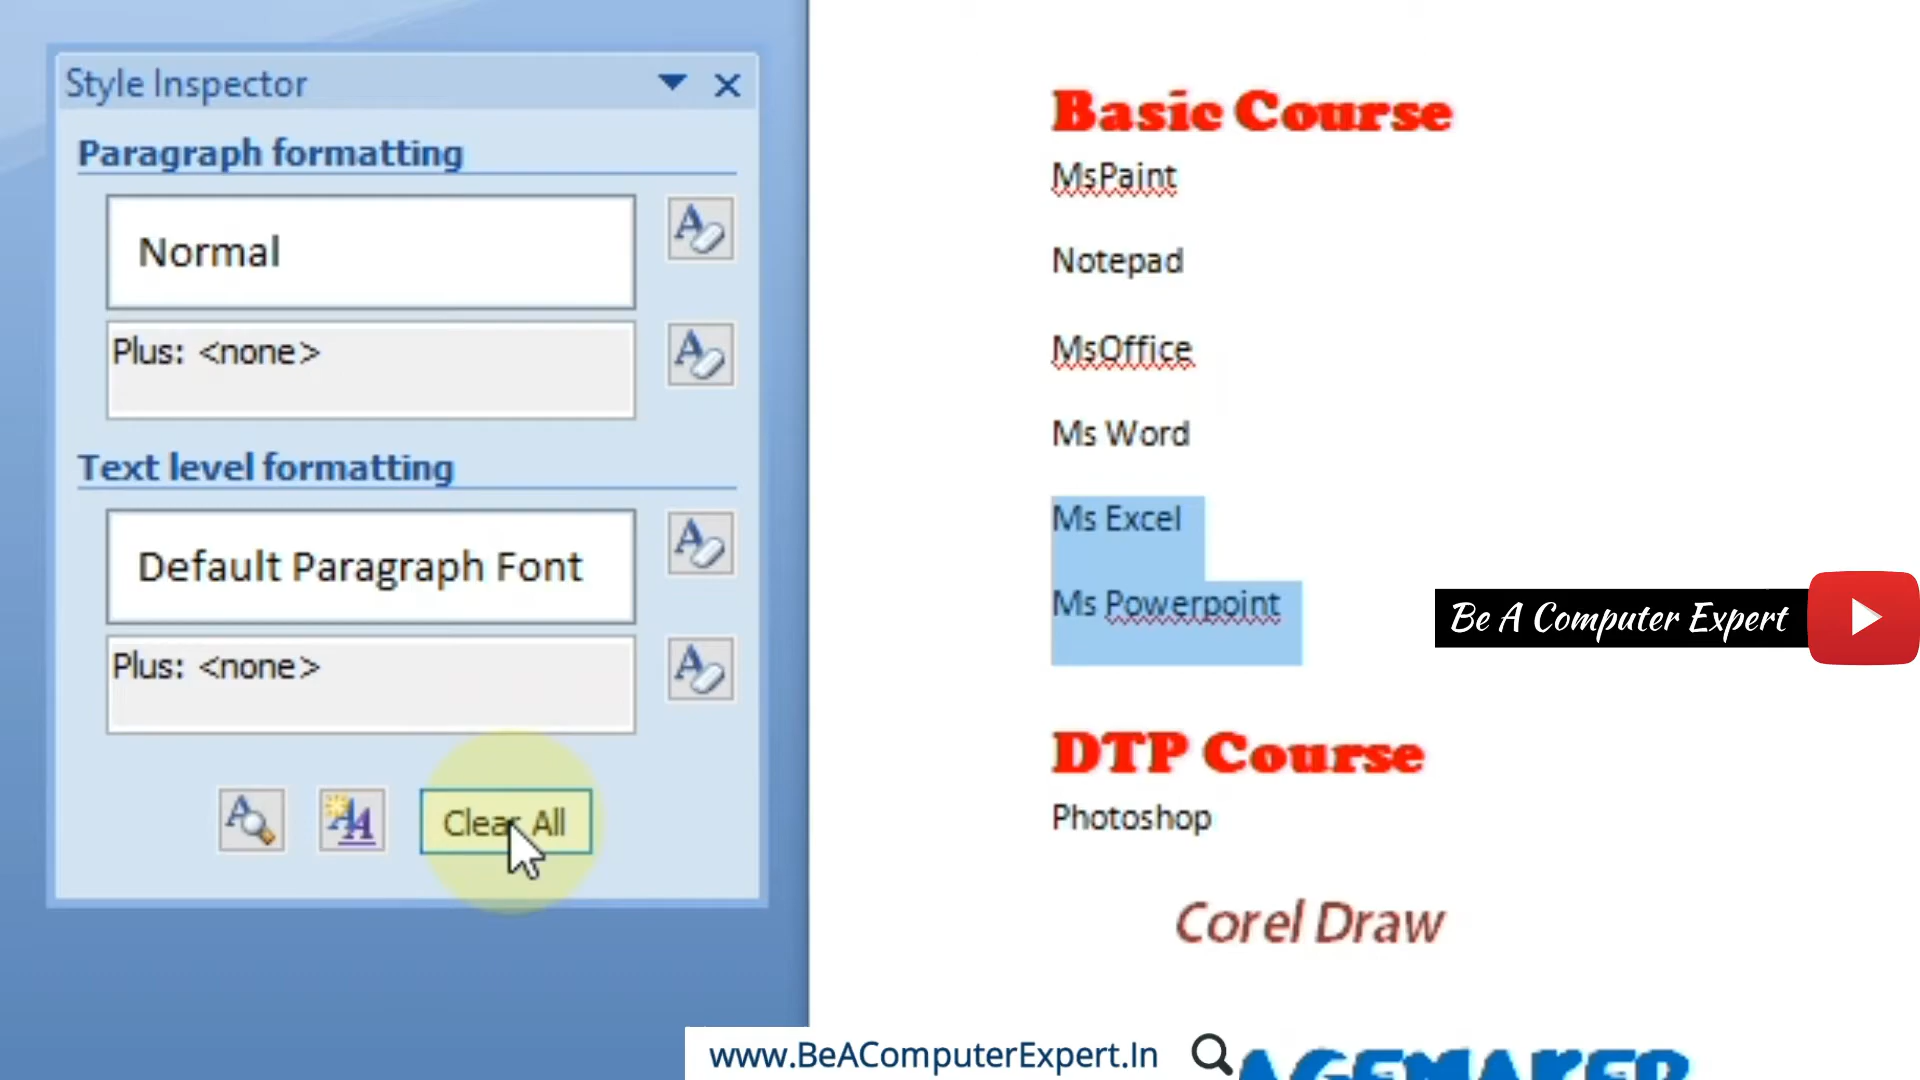 Style Inspector
Paragraph formatting
Normal
Plus: <none>
Text level formatting
Default Paragraph Font
Plus: <none>
Clear All
Basic Course
MsPaint
Notepad
MsOffice
Ms Word
Ms Excel
Ms Powerpoint
Be A Computer Expert
DTP Course
Photoshop
Corel Draw
www.BeAComputerExpert.In